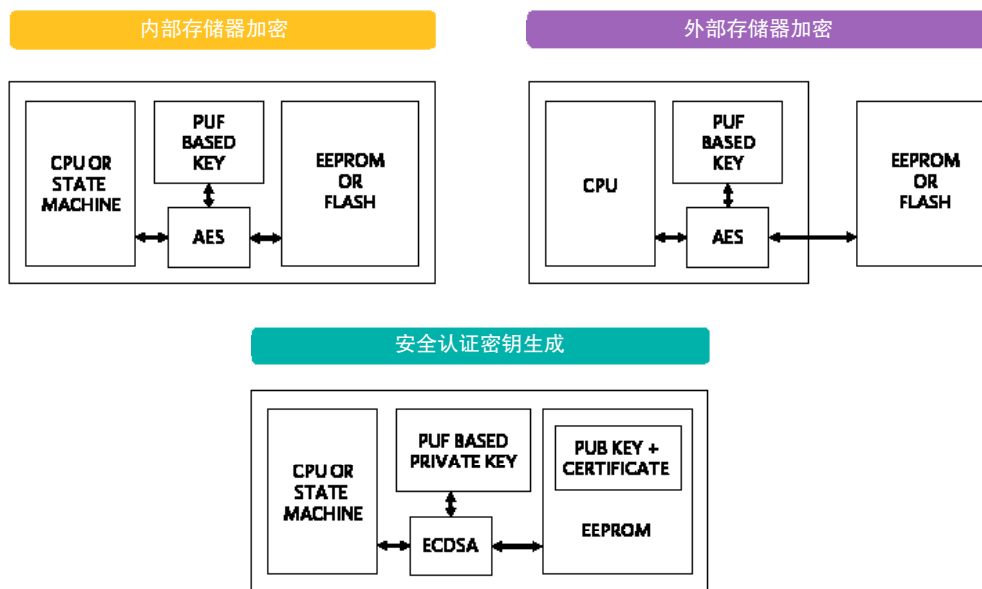 内部存储器加密
CPU OR
STATE
MACHINE
PUF
BASED
KEY
AES
EEPROM
OR
FLASH
外部存储器加密
CPU
PUF
BASED
KEY
AES
EEPROM
OR
FLASH
安全认证密钥生成
CPU OR
STATE
MACHINE
PUF BASED
PRIVATE KEY
ECDSA
PUB KEY +
CERTIFICATE
EEPROM